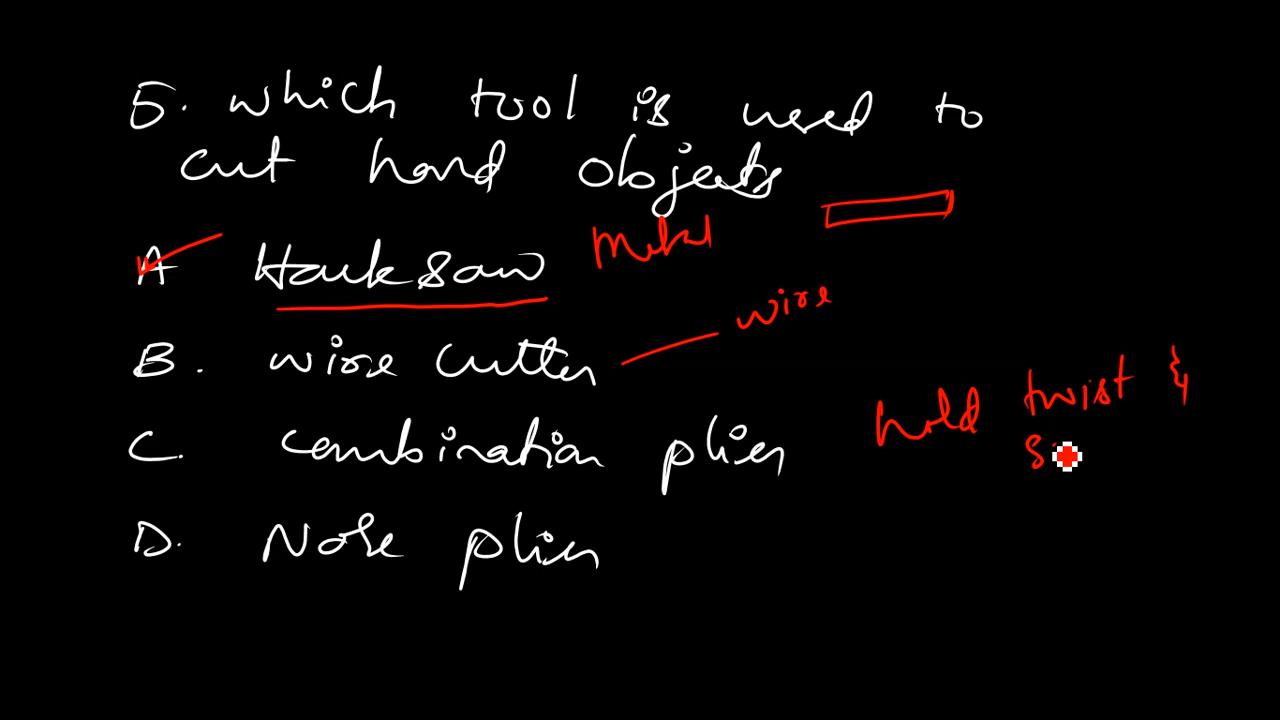 5. which tool is used to
cut hard objects
A Hacksaw metal
B. wire cutter wire
C. combination plier hold twist &
D. Nose plier